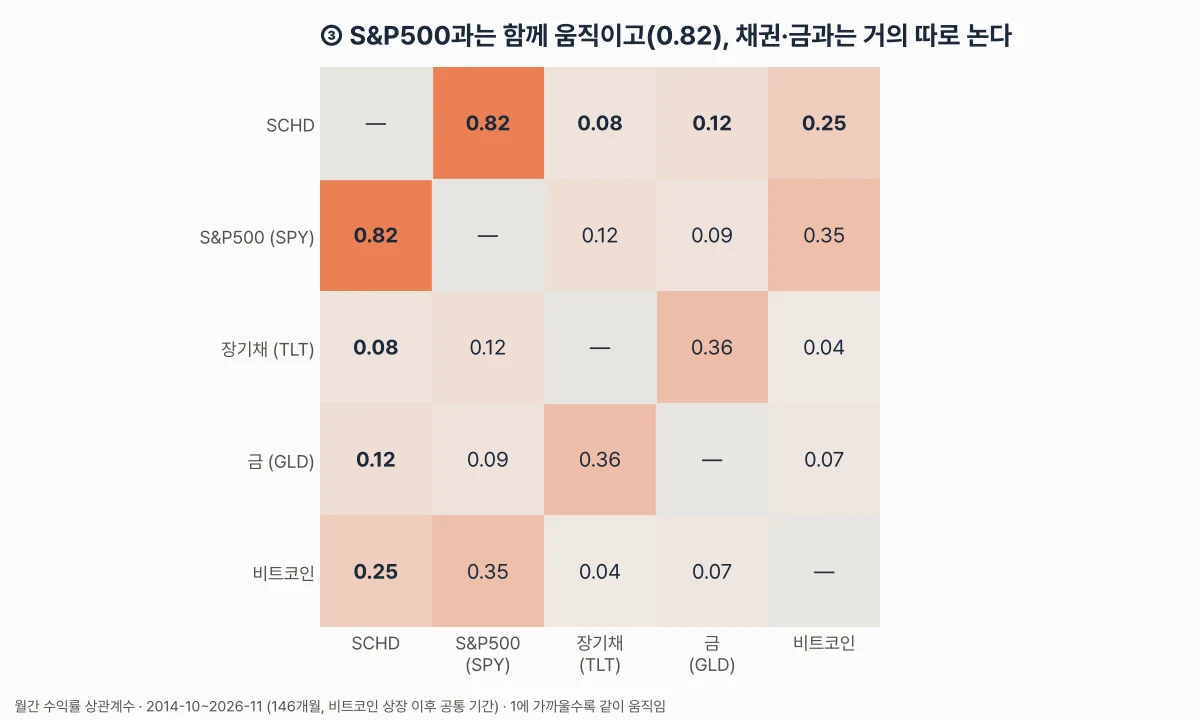 ③ S&P500과는 함께 움직이고(0.82), 채권·금과는 거의 따로 논다
SCHD — 0.82 0.08 0.12 0.25
S&P500 (SPY) 0.82 — 0.12 0.09 0.35
장기채 (TLT) 0.08 0.12 — 0.36 0.04
금 (GLD) 0.12 0.09 0.36 — 0.07
비트코인 0.25 0.35 0.04 0.07 —
SCHD S&P500 장기채 금 비트코인
(SPY) (TLT) (GLD)
월간 수익률 상관계수 · 2014-10~2026-11 (146개월, 비트코인 상장 이후 공통 기간) · 1에 가까울수록 같이 움직임